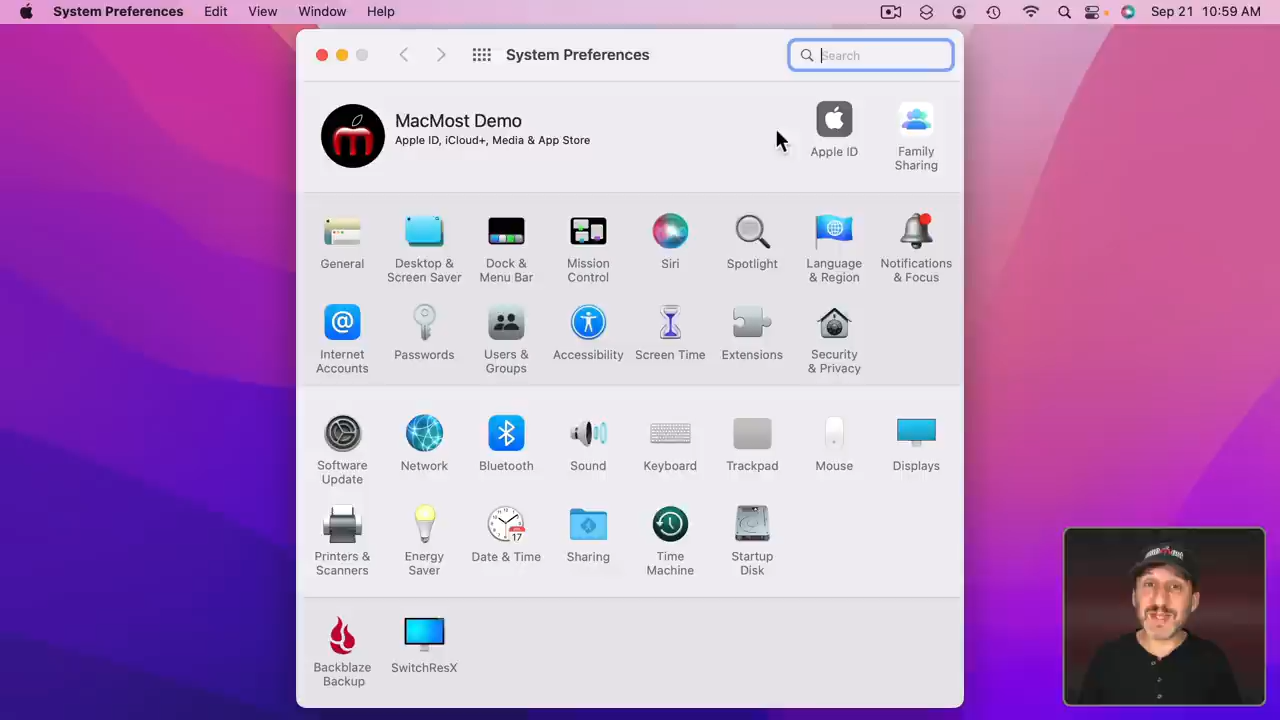 System Preferences Edit View Window Help Sep 21 10:59 AM
System Preferences Search
MacMost Demo
Apple ID, iCloud+, Media & App Store
Apple ID
Family
Sharing
General
Desktop &
Screen Saver
Dock &
Menu Bar
Mission
Control
Siri
Spotlight
Language
& Region
Notifications
& Focus
Internet
Accounts
Passwords
Users &
Groups
Accessibility
Screen Time
Extensions
Security
& Privacy
Software
Update
Network
Bluetooth
Sound
Keyboard
Trackpad
Mouse
Displays
Printers &
Scanners
Energy
Saver
17
Date & Time
Sharing
Time
Machine
Startup
Disk
Backblaze
Backup
SwitchResX